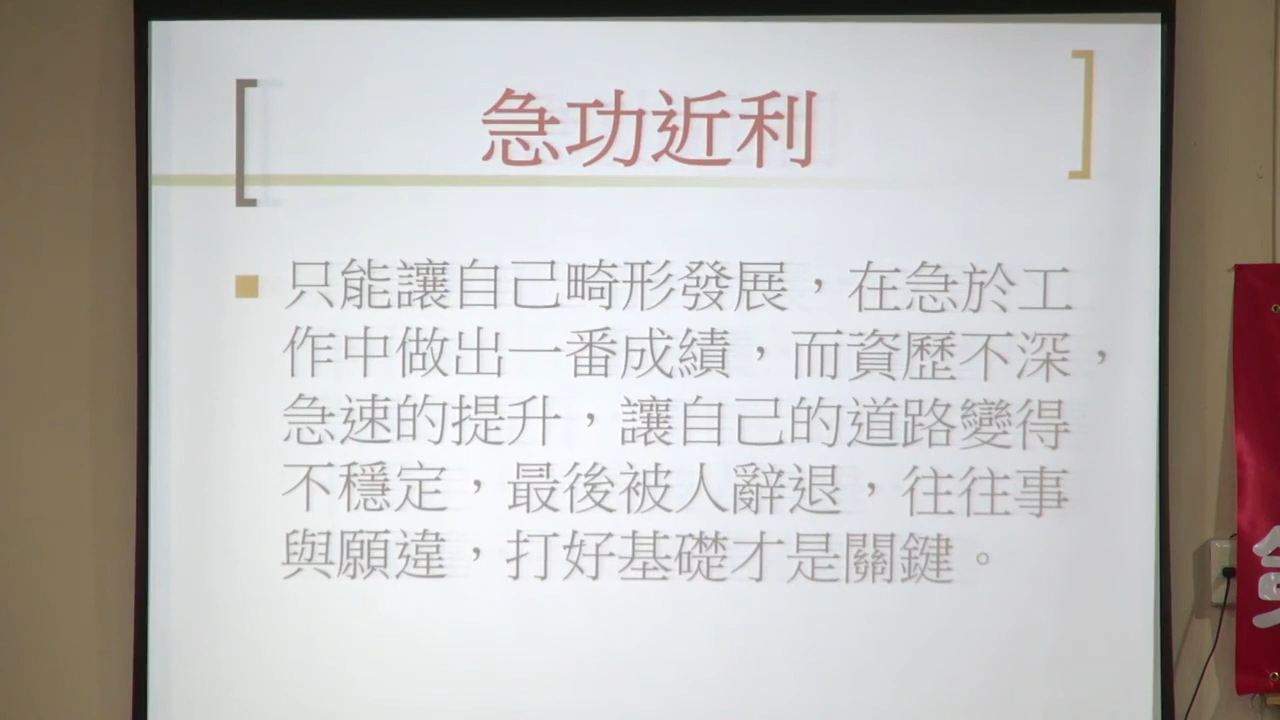 急功近利
只能讓自己畸形發展，在急於工
作中做出一番成績，而資歷不深，
急速的提升，讓自己的道路變得
不穩定，最後被人辭退，往往事
與願違，打好基礎才是關鍵。